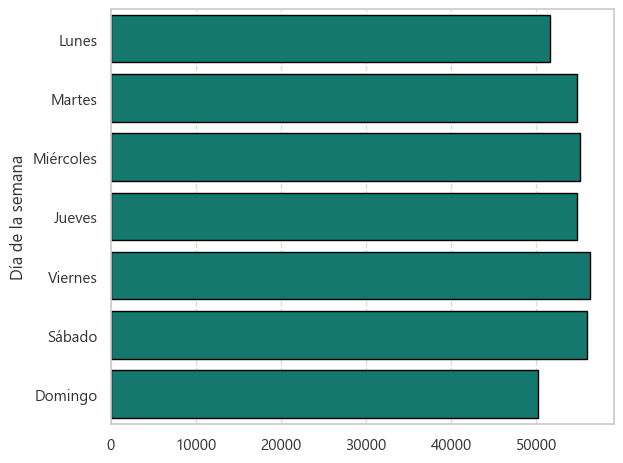 Lunes
Martes
Miércoles
Jueves
Viernes
Sábado
Domingo
Día de la semana
0 10000 20000 30000 40000 50000